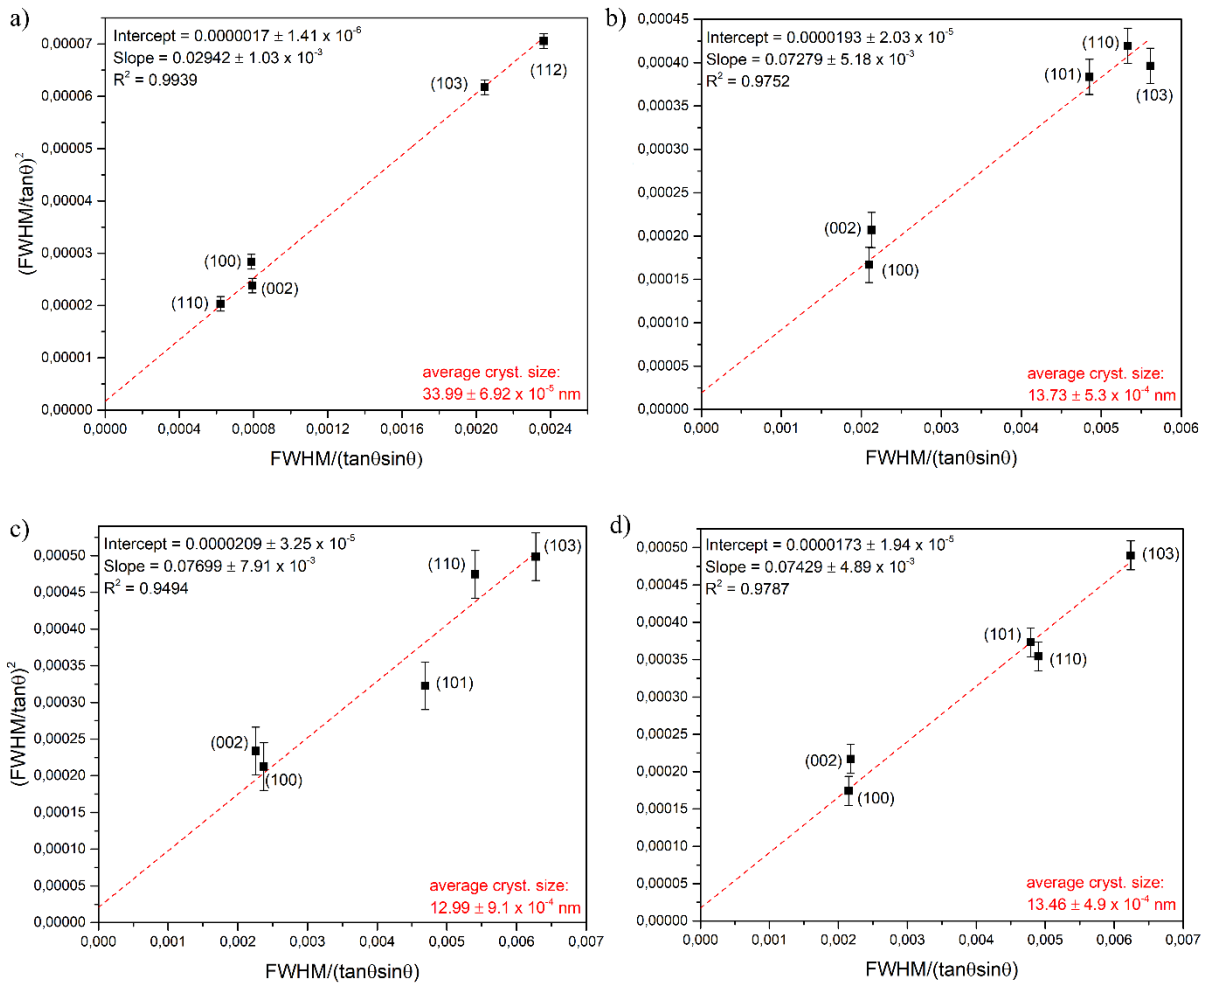 a)
Intercept = 0.0000017 ± 1.41 x 10⁻⁶
Slope = 0.02942 ± 1.03 x 10⁻³
R² = 0.9939
(112)
(103)
(100)
(002)
(110)
average cryst. size:
33.99 ± 6.92 x 10⁻⁵ nm
0,00007
0,00006
0,00005
0,00004
0,00003
0,00002
0,00001
0,00000
(FWHM/tanθ)²
0,0000 0,0004 0,0008 0,0012 0,0016 0,0020 0,0024
FWHM/(tanθsinθ)
b)
Intercept = 0.0000193 ± 2.03 x 10⁻⁵
Slope = 0.07279 ± 5.18 x 10⁻³
R² = 0.9752
(110)
(101)
(103)
(002)
(100)
average cryst. size:
13.73 ± 5.3 x 10⁻⁴ nm
0,00045
0,00040
0,00035
0,00030
0,00025
0,00020
0,00015
0,00010
0,00005
0,00000
0,000 0,001 0,002 0,003 0,004 0,005 0,006
FWHM/(tanθsinθ)
c)
Intercept = 0.0000209 ± 3.25 x 10⁻⁵
Slope = 0.07699 ± 7.91 x 10⁻³
R² = 0.9494
(103)
(110)
(101)
(002)
(100)
average cryst. size:
12.99 ± 9.1 x 10⁻⁴ nm
0,00050
0,00045
0,00040
0,00035
0,00030
0,00025
0,00020
0,00015
0,00010
0,00005
0,00000
(FWHM/tanθ)²
0,000 0,001 0,002 0,003 0,004 0,005 0,006 0,007
FWHM/(tanθsinθ)
d)
Intercept = 0.0000173 ± 1.94 x 10⁻⁵
Slope = 0.07429 ± 4.89 x 10⁻³
R² = 0.9787
(103)
(101)
(110)
(002)
(100)
average cryst. size:
13.46 ± 4.9 x 10⁻⁴ nm
0,00050
0,00045
0,00040
0,00035
0,00030
0,00025
0,00020
0,00015
0,00010
0,00005
0,00000
0,000 0,001 0,002 0,003 0,004 0,005 0,006 0,007
FWHM/(tanθsinθ)